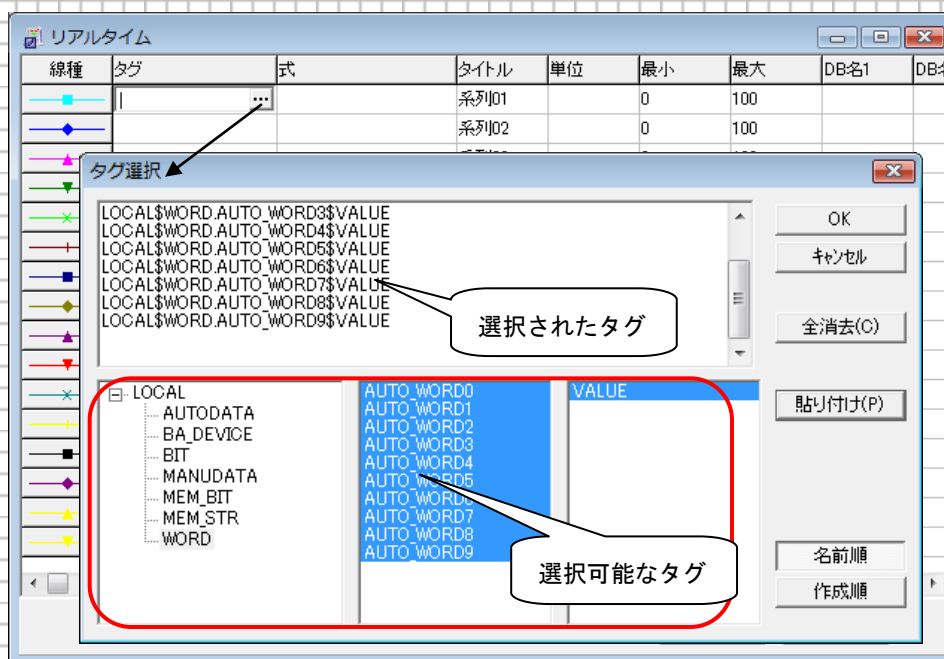 リアルタイム
線種 タグ 式 タイトル 単位 最小 最大 DB名1
... 系列01 0 100
系列02 0 100
タグ選択
LOCAL$WORD.AUTO_WORD3$VALUE
LOCAL$WORD.AUTO_WORD4$VALUE
LOCAL$WORD.AUTO_WORD5$VALUE
LOCAL$WORD.AUTO_WORD6$VALUE
LOCAL$WORD.AUTO_WORD7$VALUE
LOCAL$WORD.AUTO_WORD8$VALUE
LOCAL$WORD.AUTO_WORD9$VALUE
選択されたタグ
OK
キャンセル
全消去(C)
貼り付け(P)
名前順
作成順
LOCAL
AUTODATA
BA_DEVICE
BIT
MANUDATA
MEM_BIT
MEM_STR
WORD
AUTO_WORD0
AUTO_WORD1
AUTO_WORD2
AUTO_WORD3
AUTO_WORD4
AUTO_WORD5
AUTO_WORD6
AUTO_WORD7
AUTO_WORD8
AUTO_WORD9
VALUE
選択可能なタグ